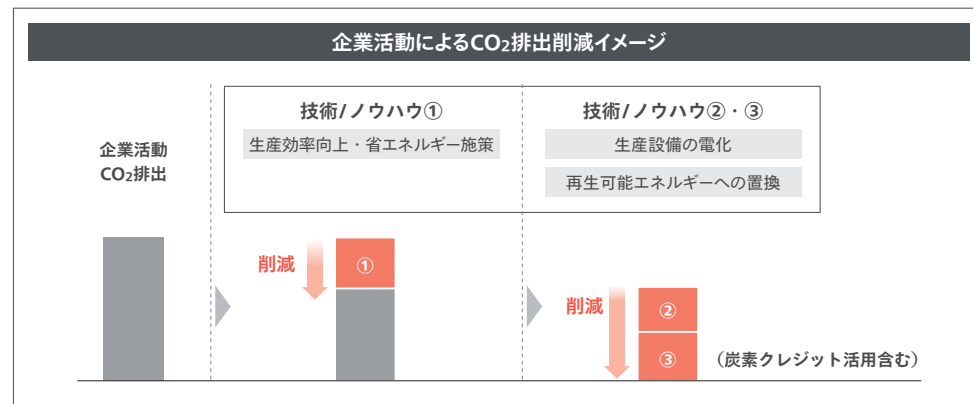 企業活動によるCO₂排出削減イメージ
企業活動
CO₂排出
技術/ノウハウ①
生産効率向上・省エネルギー施策
技術/ノウハウ②・③
生産設備の電化
再生可能エネルギーへの置換
削減
①
削減
②
③
（炭素クレジット活用含む）